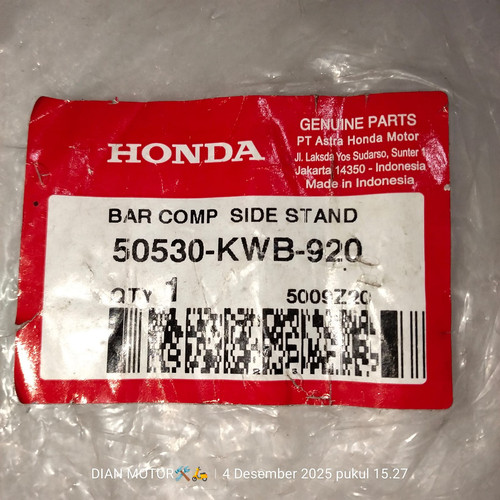 HONDA
GENUINE PARTS
PT Astra Honda Motor
Jl. Laksda Yos Sudarso, Sunter 1
Jakarta 14350 - Indonesia
Made in Indonesia
BAR COMP SIDE STAND
50530-KWB-920
QTY 1 5009Z20
DIAN MOTOR🛠️🛵 | 4 Desember 2025 pukul 15.27